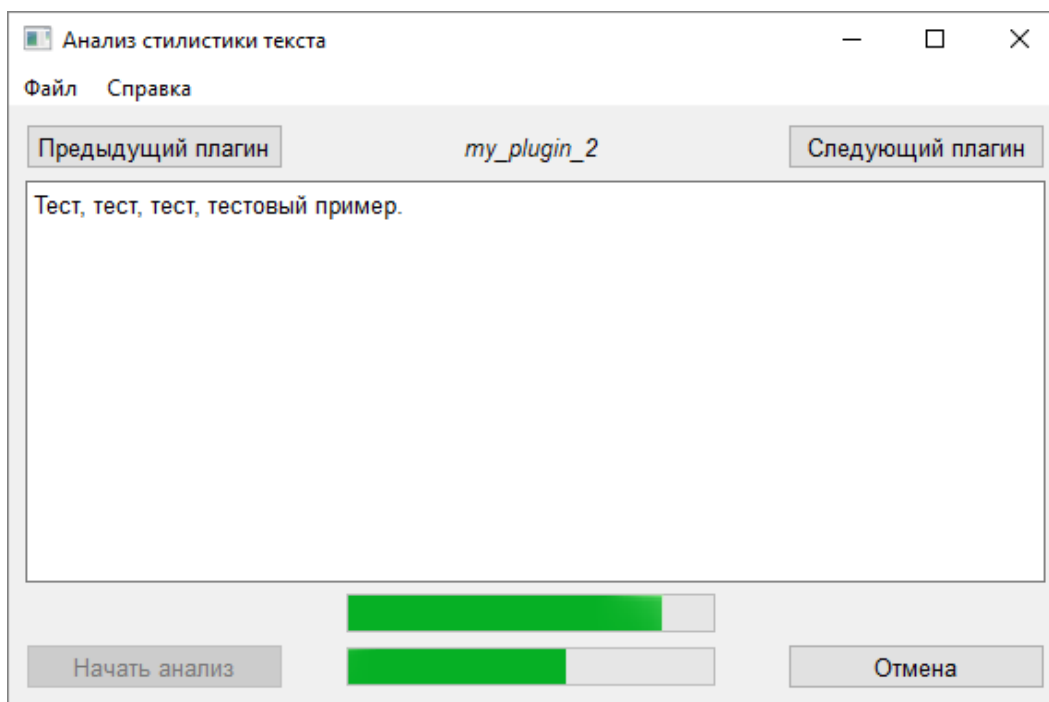 Анализ стилистики текста
Файл Справка
Предыдущий плагин my_plugin_2 Следующий плагин
Тест, тест, тест, тестовый пример.
Начать анализ Отмена